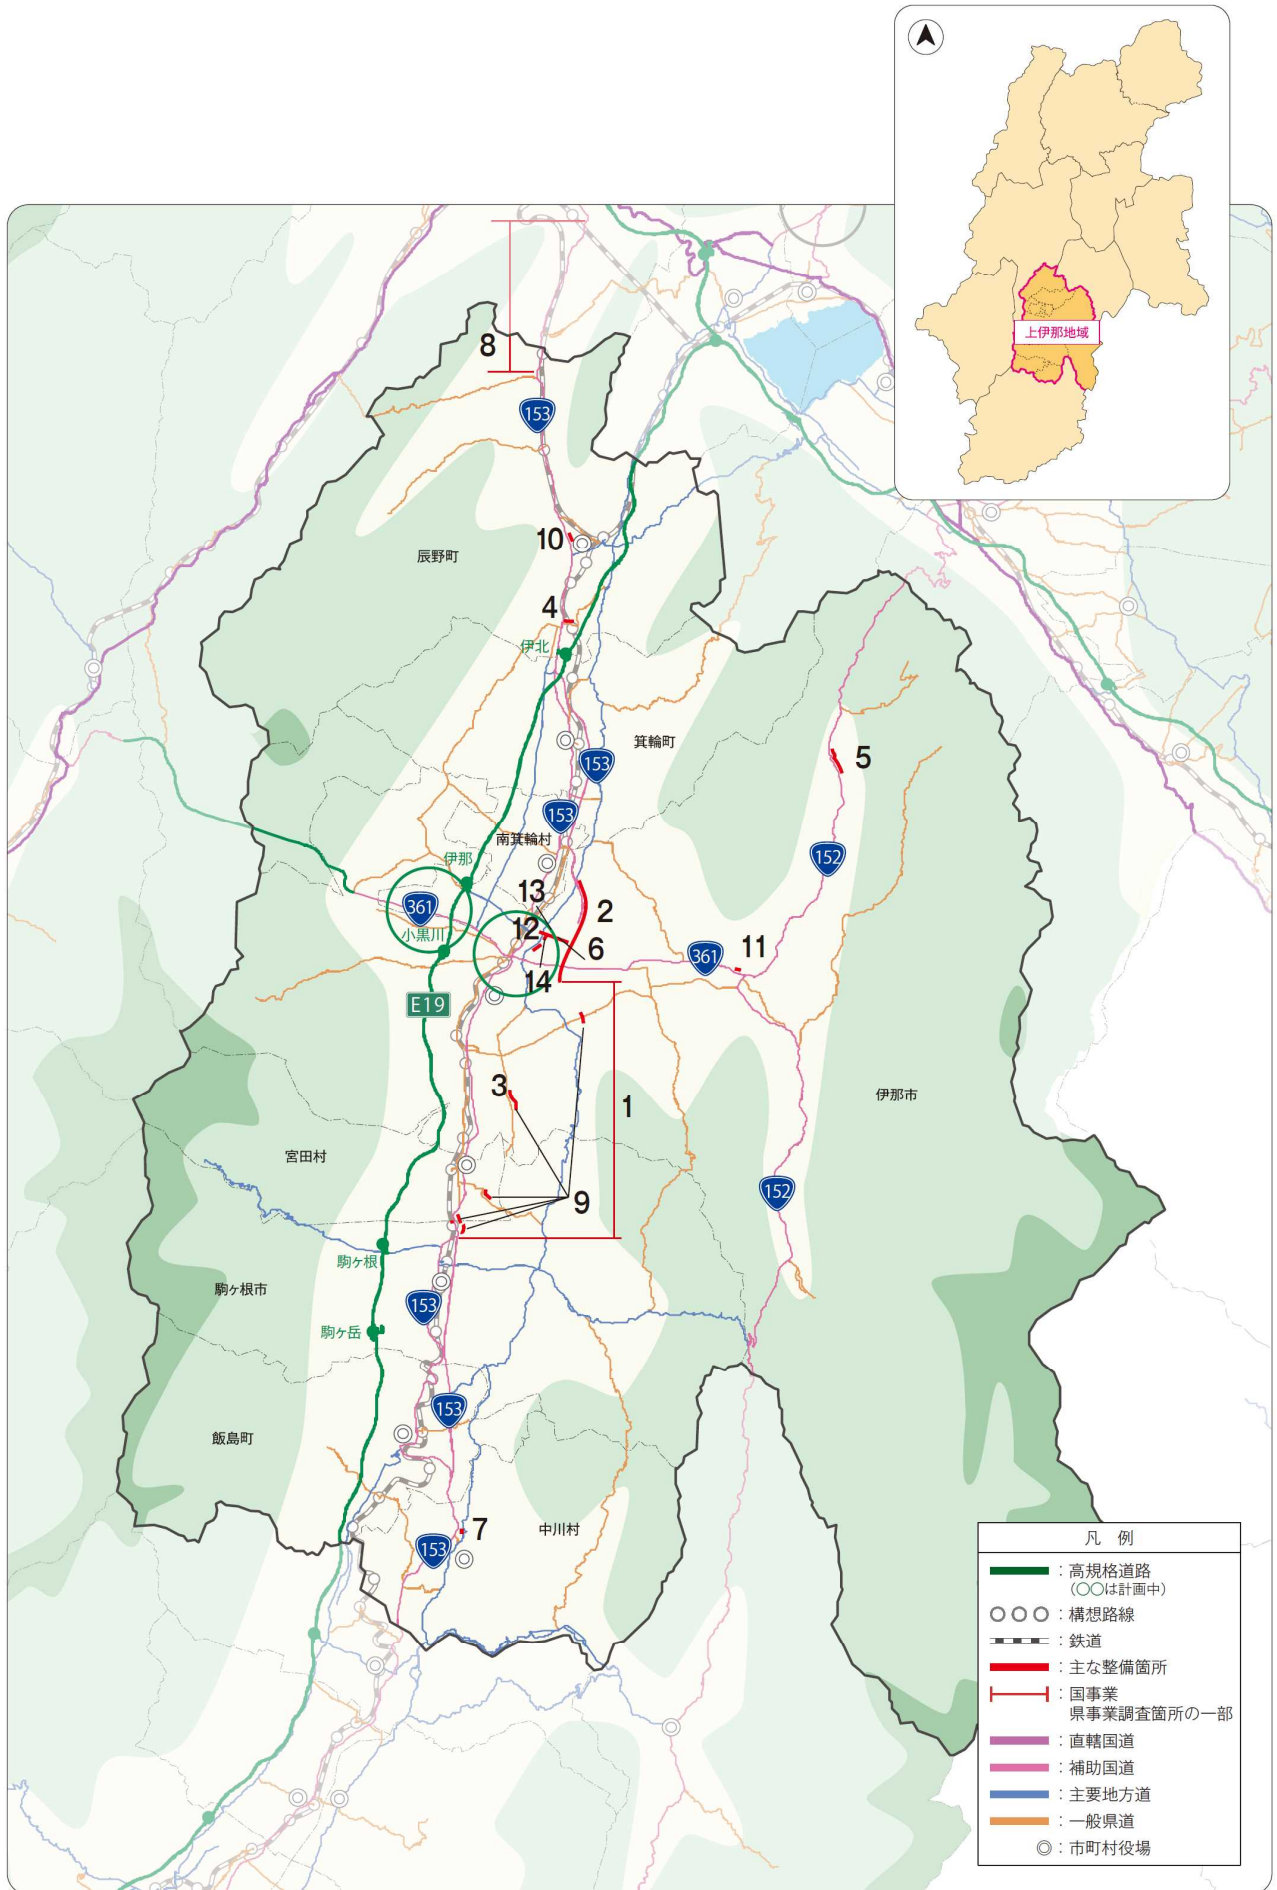 上伊那地域
8
153
10
辰野町
4
伊北
箕輪町
153
5
153
南箕輪村
152
伊那
13
361
2
小黒川
12
6
361
11
14
E19
3
1
伊那市
宮田村
152
9
駒ヶ根
駒ヶ根市
153
駒ヶ岳
153
飯島町
7
中川村
153
凡 例
：高規格道路
（○○は計画中）
：構想路線
：鉄道
：主な整備箇所
：国事業
県事業調査箇所の一部
：直轄国道
：補助国道
：主要地方道
：一般県道
◎：市町村役場